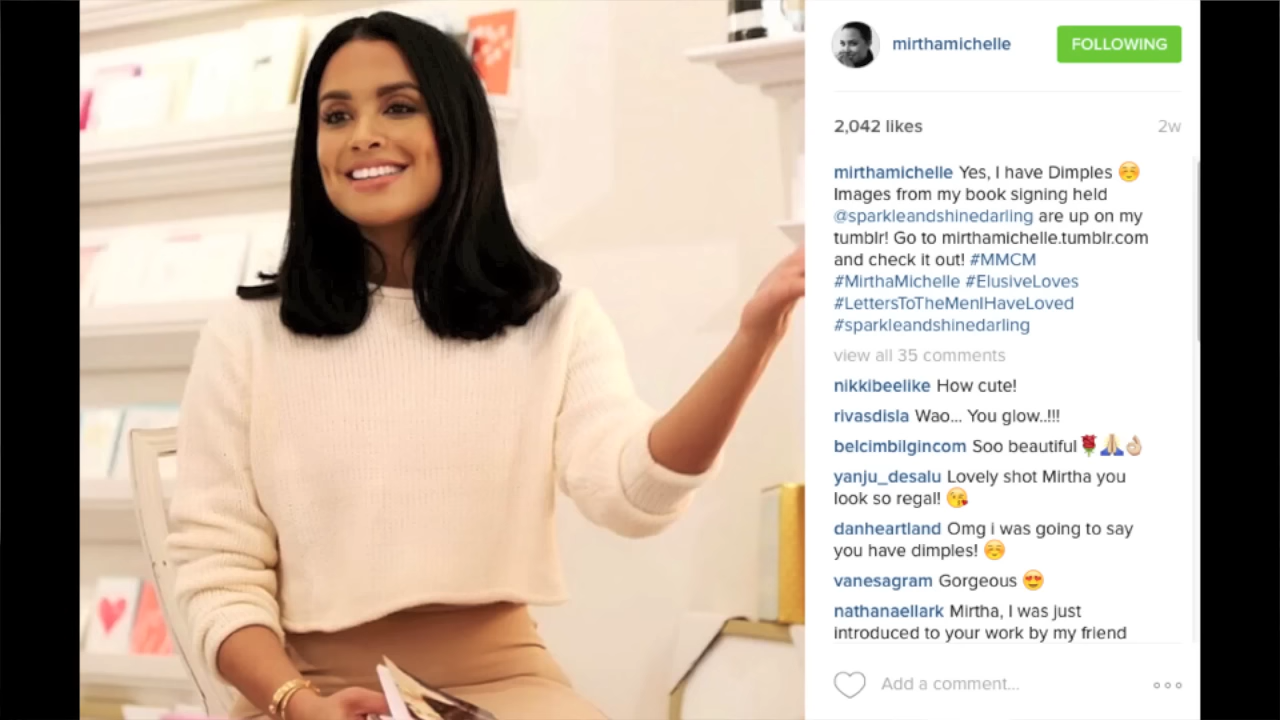 mirthamichelle
FOLLOWING
2,042 likes
2w
mirthamichelle Yes, I have Dimples ☺️
Images from my book signing held
@sparkleandshinedarling are up on my
tumblr! Go to mirthamichelle.tumblr.com
and check it out! #MMCM
#MirthaMichelle #ElusiveLoves
#LettersToTheMenIHaveLoved
#sparkleandshinedarling
view all 35 comments
nikkibeelike How cute!
rivasdisla Wao... You glow..!!!
belcimbilgincom Soo beautiful🌹🙏🏼👌🏼
yanju_desalu Lovely shot Mirtha you
look so regal! 😘
danheartland Omg i was going to say
you have dimples! ☺️
vanesagram Gorgeous 😍
nathanaellark Mirtha, I was just
introduced to your work by my friend
Add a comment...